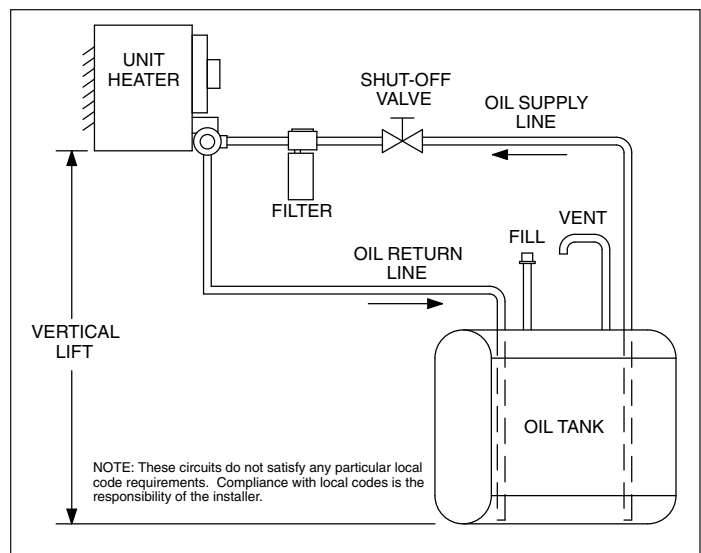 UNIT
HEATER
SHUT-OFF
VALVE
OIL SUPPLY
LINE
FILTER
VENT
FILL
OIL RETURN
LINE
VERTICAL
LIFT
OIL TANK
NOTE: These circuits do not satisfy any particular local
code requirements. Compliance with local codes is the
responsibility of the installer.